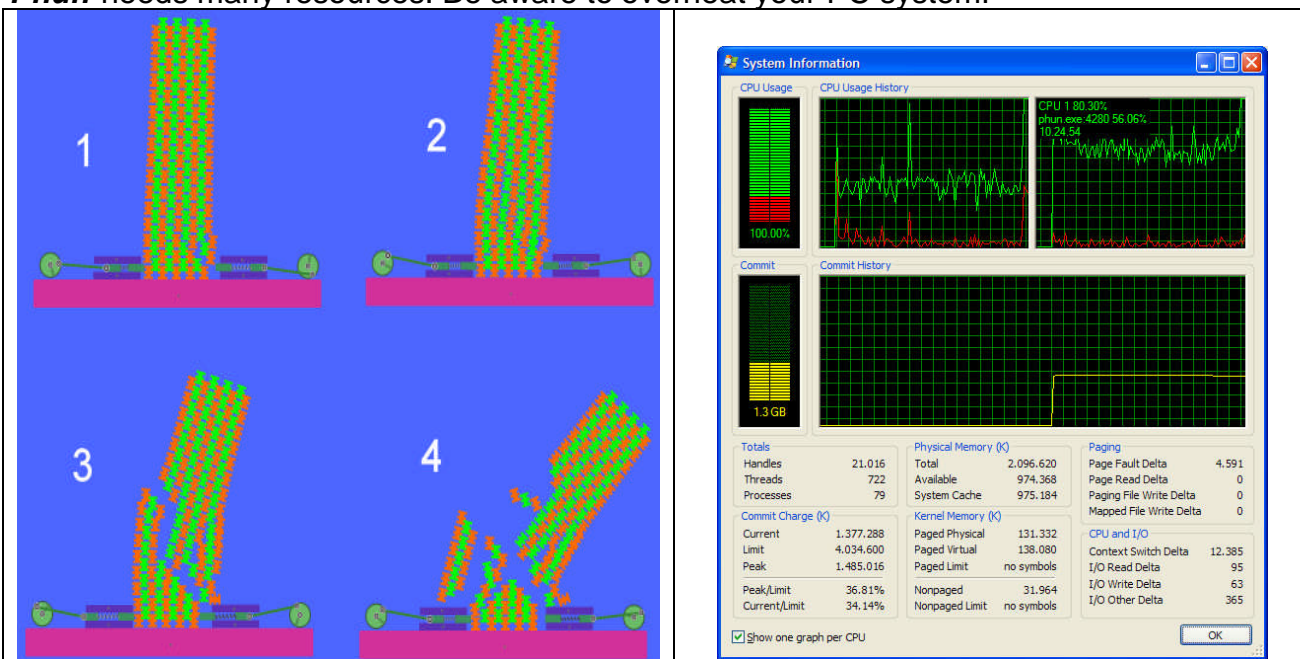 Phun needs many resources. Be aware to overheat your PC system.
1
2
3
4
System Information
CPU Usage
CPU Usage History
100.00%
CPU 1 80.30%
phun.exe:4280 56.06%
10.24.54
Commit
Commit History
1.3 GB
Totals
Handles 21.016
Threads 722
Processes 79
Physical Memory (K)
Total 2.096.620
Available 974.368
System Cache 975.184
Paging
Page Fault Delta 4.591
Page Read Delta 0
Paging File Write Delta 0
Mapped File Write Delta 0
Commit Charge (K)
Current 1.377.288
Limit 4.034.600
Peak 1.485.016
Peak/Limit 36.81%
Current/Limit 34.14%
Kernel Memory (K)
Paged Physical 131.332
Paged Virtual 138.080
Paged Limit no symbols
Nonpaged 31.964
Nonpaged Limit no symbols
CPU and I/O
Context Switch Delta 12.385
I/O Read Delta 95
I/O Write Delta 63
I/O Other Delta 365
Show one graph per CPU
OK